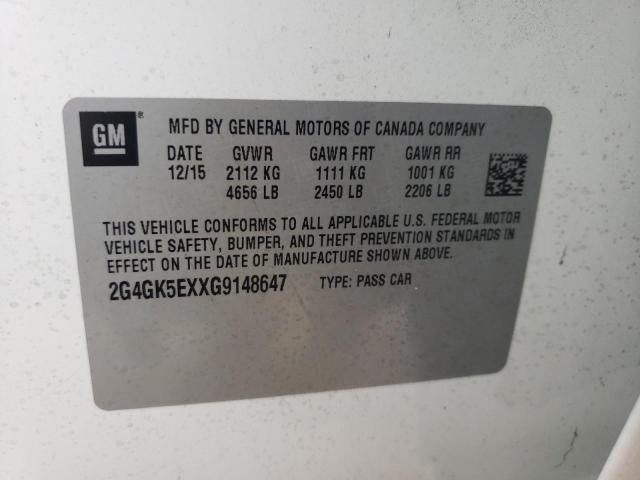 GM®
MFD BY GENERAL MOTORS OF CANADA COMPANY
DATE GVWR GAWR FRT GAWR RR
12/15 2112 KG 1111 KG 1001 KG
4656 LB 2450 LB 2206 LB
THIS VEHICLE CONFORMS TO ALL APPLICABLE U.S. FEDERAL MOTOR
VEHICLE SAFETY, BUMPER, AND THEFT PREVENTION STANDARDS IN
EFFECT ON THE DATE OF MANUFACTURE SHOWN ABOVE.
2G4GK5EXXG9148647 TYPE: PASS CAR